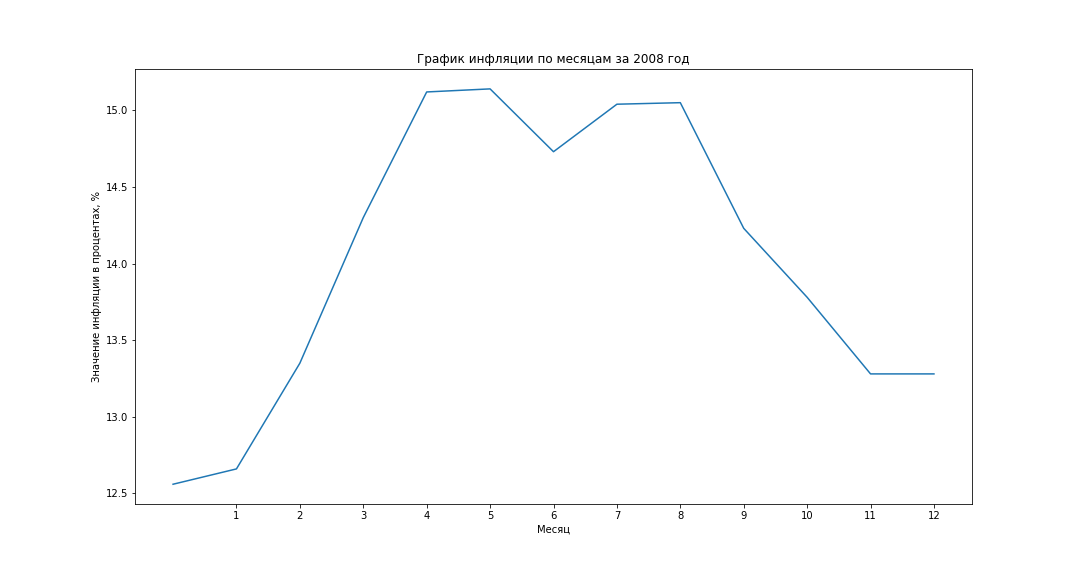 График инфляции по месяцам за 2008 год
Значение инфляции в процентах, %
15.0
14.5
14.0
13.5
13.0
12.5
1 2 3 4 5 6 7 8 9 10 11 12
Месяц